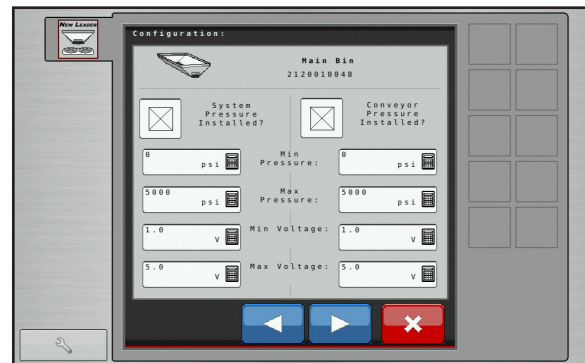 New Leader
Configuration:
Main Bin
2120010048
System
Pressure
Installed?
Conveyor
Pressure
Installed?
0 psi Min Pressure: 0 psi
5000 psi Max Pressure: 5000 psi
1.0 V Min Voltage: 1.0 V
5.0 V Max Voltage: 5.0 V